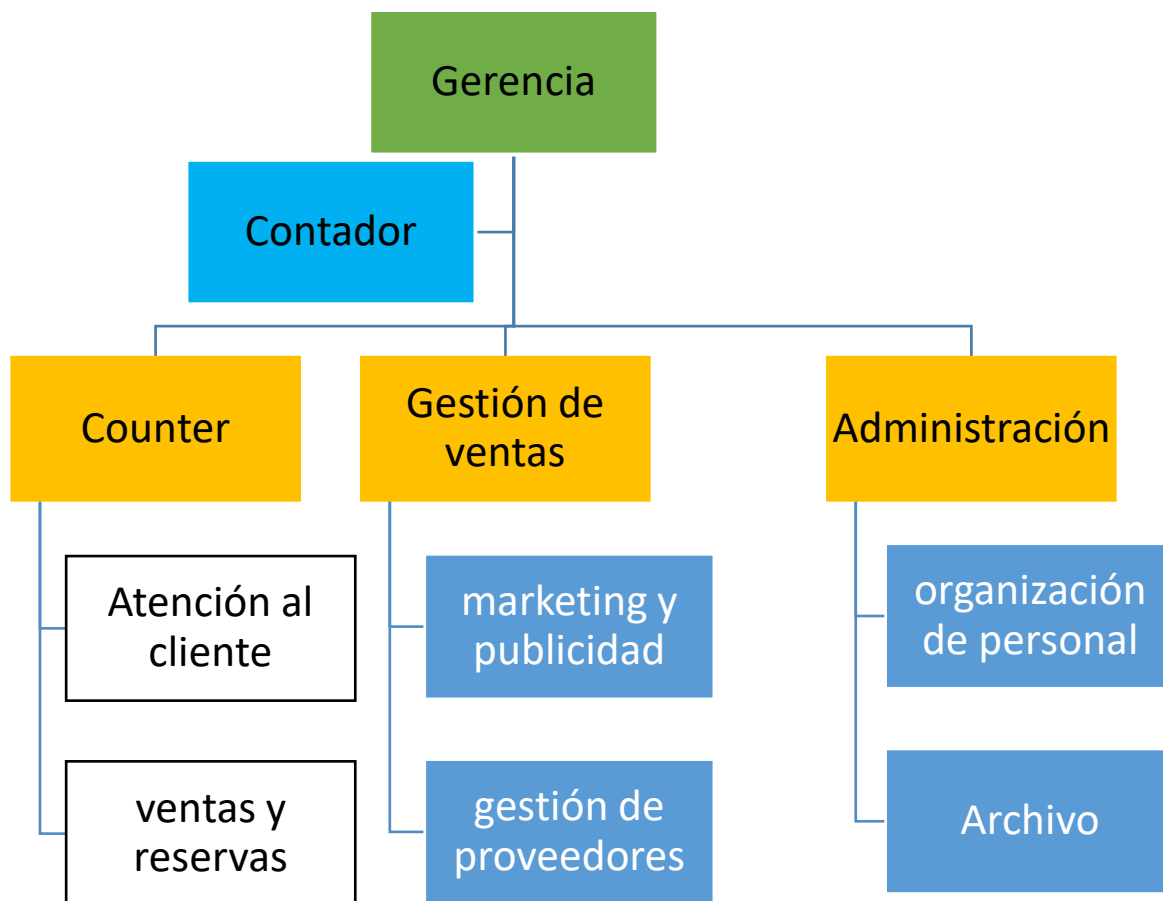 Gerencia
Contador
Counter
Gestión de
ventas
Administración
Atención al
cliente
marketing y
publicidad
organización
de personal
ventas y
reservas
gestión de
proveedores
Archivo